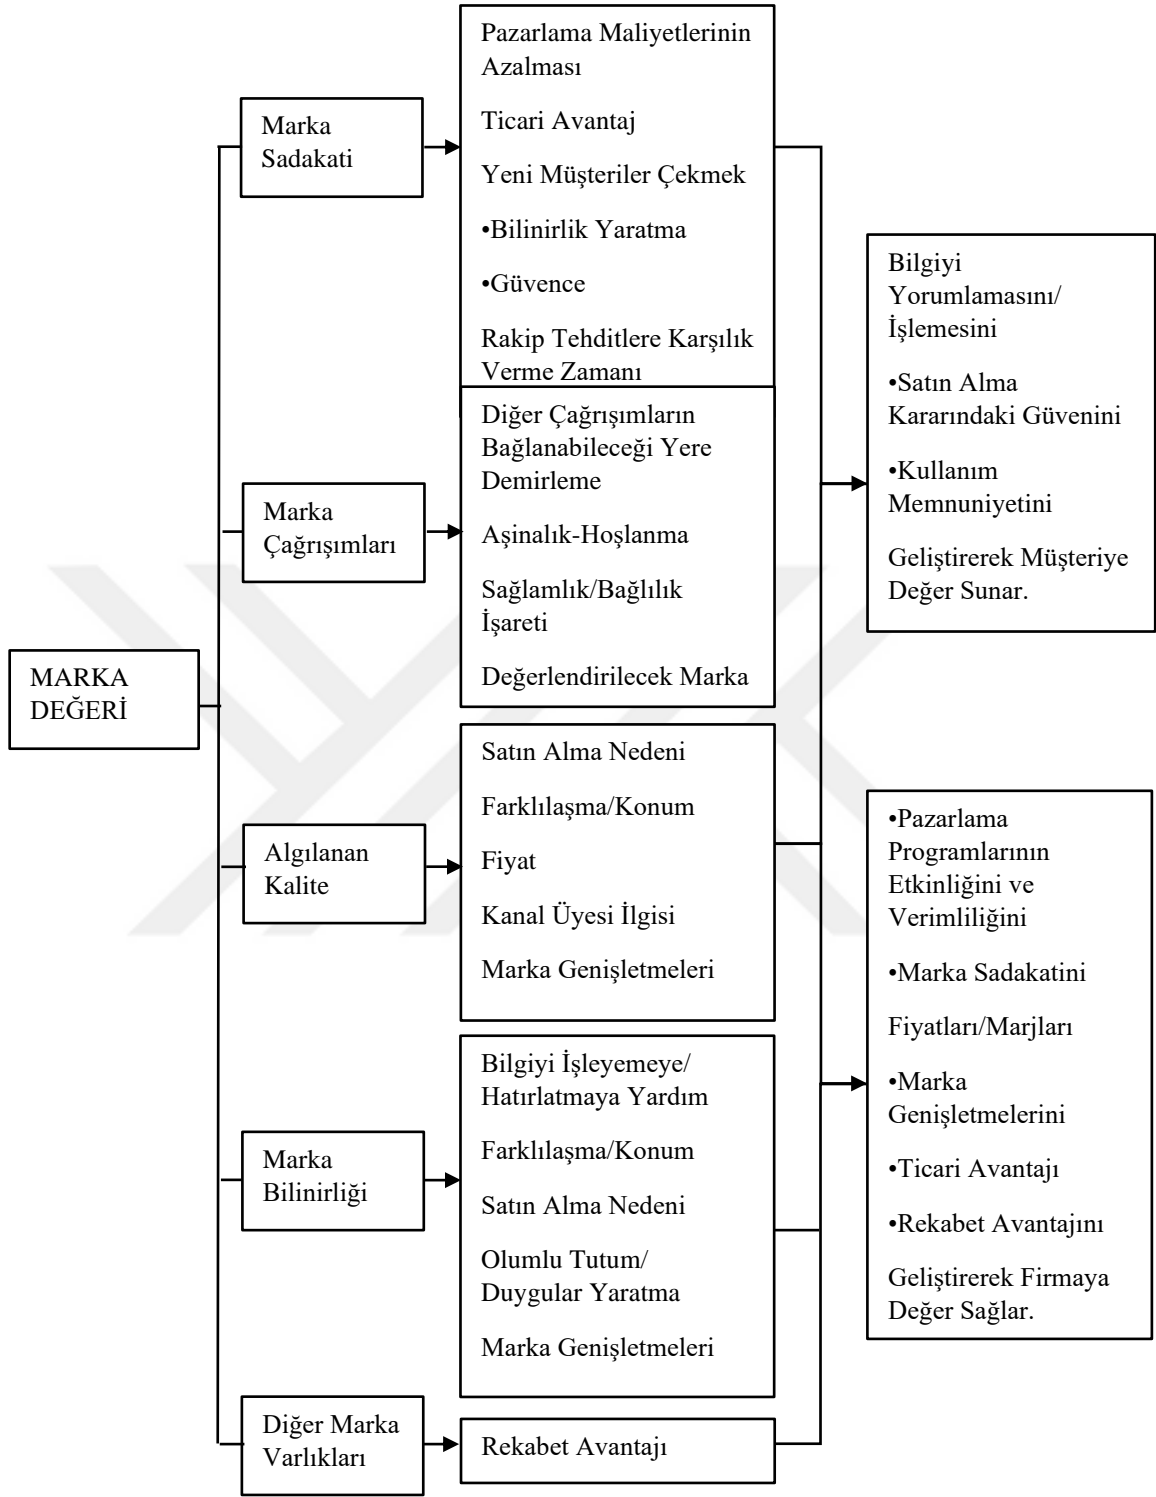 MARKA
DEĞERİ
Marka
Sadakati
Pazarlama Maliyetlerinin
Azalması
Ticari Avantaj
Yeni Müşteriler Çekmek
•Bilinirlik Yaratma
•Güvence
Rakip Tehditlere Karşılık
Verme Zamanı
Marka
Çağrışımları
Diğer Çağrışımların
Bağlanabileceği Yere
Demirleme
Aşinalık-Hoşlanma
Sağlamlık/Bağlılık
İşareti
Değerlendirilecek Marka
Algılanan
Kalite
Satın Alma Nedeni
Farklılaşma/Konum
Fiyat
Kanal Üyesi İlgisi
Marka Genişletmeleri
Marka
Bilinirliği
Bilgiyi İşleyemeye/
Hatırlatmaya Yardım
Farklılaşma/Konum
Satın Alma Nedeni
Olumlu Tutum/
Duygular Yaratma
Marka Genişletmeleri
Diğer Marka
Varlıkları
Rekabet Avantajı
Bilgiyi
Yorumlamasını/
İşlemesini
•Satın Alma
Kararındaki Güvenini
•Kullanım
Memnuniyetini
Geliştirerek Müşteriye
Değer Sunar.
•Pazarlama
Programlarının
Etkinliğini ve
Verimliliğini
•Marka Sadakatini
Fiyatları/Marjları
•Marka
Genişletmelerini
•Ticari Avantajı
•Rekabet Avantajını
Geliştirerek Firmaya
Değer Sağlar.